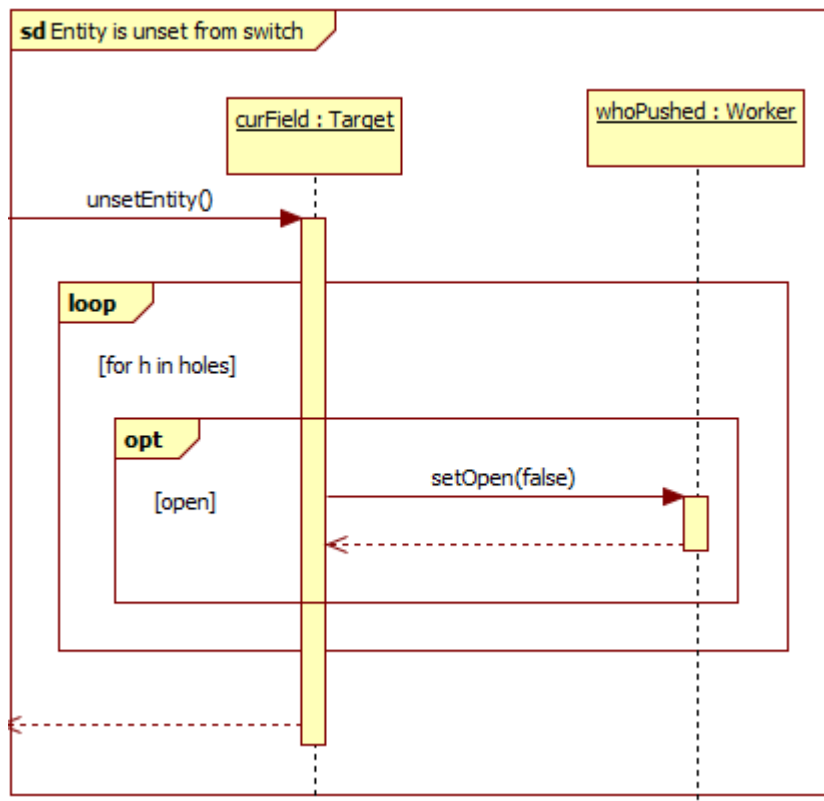 sd Entity is unset from switch
curField : Target
whoPushed : Worker
unsetEntity()
loop
[for h in holes]
opt
setOpen(false)
[open]